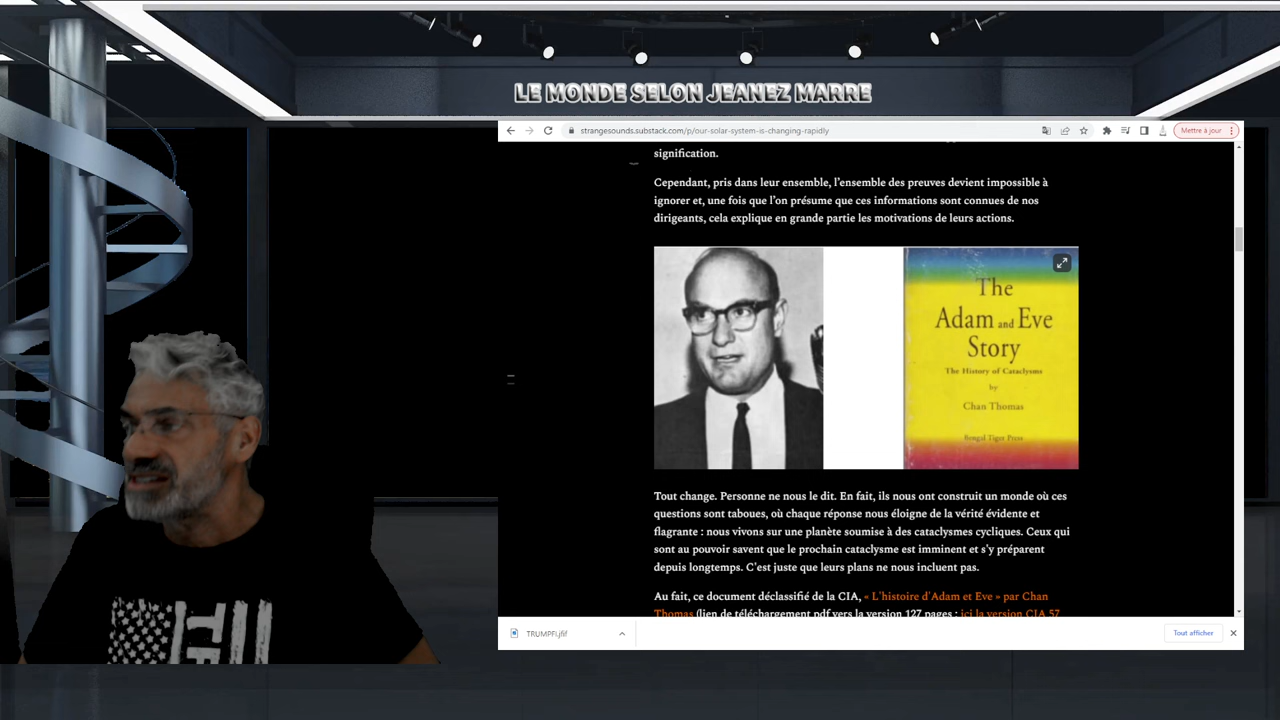 LE MONDE SELON JEANEZ MARRE
strangesounds.substack.com/p/our-solar-system-is-changing-rapidly
Mettre à jour
signification.
Cependant, pris dans leur ensemble, l'ensemble des preuves devient impossible à
ignorer et, une fois que l'on présume que ces informations sont connues de nos
dirigeants, cela explique en grande partie les motivations de leurs actions.
The
Adam and Eve
Story
The History of Cataclysms
by
Chan Thomas
Bengal Tiger Press
Tout change. Personne ne nous le dit. En fait, ils nous ont construit un monde où ces
questions sont taboues, où chaque réponse nous éloigne de la vérité évidente et
flagrante : nous vivons sur une planète soumise à des cataclysmes cycliques. Ceux qui
sont au pouvoir savent que le prochain cataclysme est imminent et s'y préparent
depuis longtemps. C'est juste que leurs plans ne nous incluent pas.
Au fait, ce document déclassifié de la CIA, « L'histoire d'Adam et Eve » par Chan
Thomas (lien de téléchargement pdf vers la version 127 pages ; ici la version CIA 57
TRUMPFI.jfif
Tout afficher